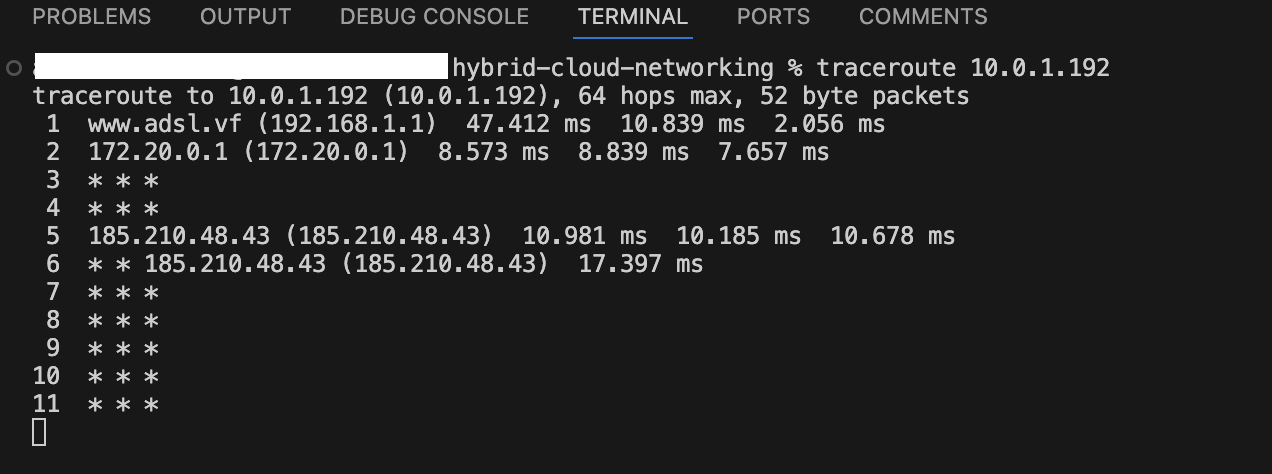 PROBLEMS OUTPUT DEBUG CONSOLE TERMINAL PORTS COMMENTS
hybrid-cloud-networking % traceroute 10.0.1.192
traceroute to 10.0.1.192 (10.0.1.192), 64 hops max, 52 byte packets
1 www.adsl.vf (192.168.1.1) 47.412 ms 10.839 ms 2.056 ms
2 172.20.0.1 (172.20.0.1) 8.573 ms 8.839 ms 7.657 ms
3 * * *
4 * * *
5 185.210.48.43 (185.210.48.43) 10.981 ms 10.185 ms 10.678 ms
6 * * 185.210.48.43 (185.210.48.43) 17.397 ms
7 * * *
8 * * *
9 * * *
10 * * *
11 * * *